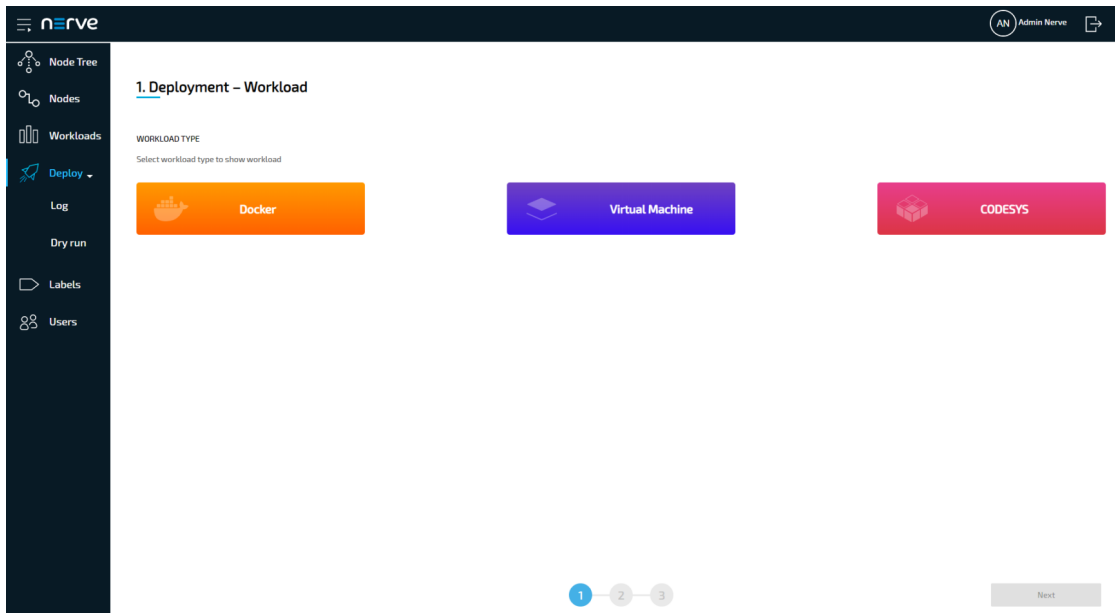 nerve
AN Admin Nerve
Node Tree
Nodes
Workloads
Deploy
Log
Dry run
Labels
Users
1. Deployment – Workload
WORKLOAD TYPE
Select workload type to show workload
Docker
Virtual Machine
CODESYS
1 2 3
Next